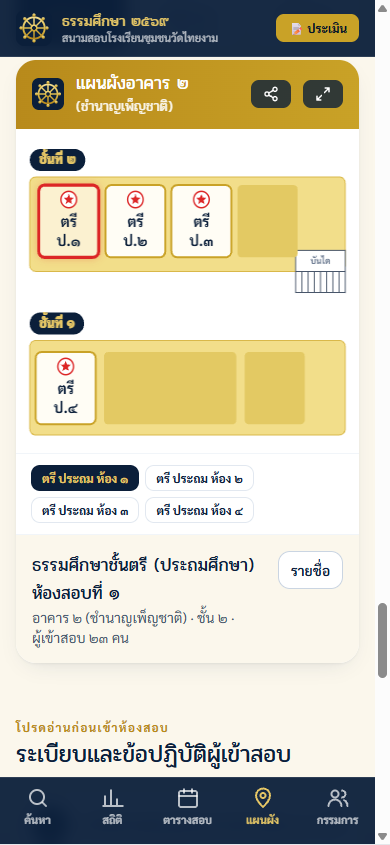 ธรรมศึกษา ๒๕๖๙
สนามสอบโรงเรียนชุมชนวัดไทยงาม
ประเมิน
แผนผังอาคาร ๒
(ชำนาญเพ็ญชาติ)
ชั้นที่ ๒
ตรี
ป.๑
ตรี
ป.๒
ตรี
ป.๓
บันได
ชั้นที่ ๑
ตรี
ป.๔
ตรี ประถม ห้อง ๑
ตรี ประถม ห้อง ๒
ตรี ประถม ห้อง ๓
ตรี ประถม ห้อง ๔
ธรรมศึกษาชั้นตรี (ประถมศึกษา)
ห้องสอบที่ ๑
รายชื่อ
อาคาร ๒ (ชำนาญเพ็ญชาติ) · ชั้น ๒ ·
ผู้เข้าสอบ ๒๓ คน
โปรดอ่านก่อนเข้าห้องสอบ
ระเบียบและข้อปฏิบัติผู้เข้าสอบ
ค้นหา
สถิติ
ตารางสอบ
แผนผัง
กรรมการ